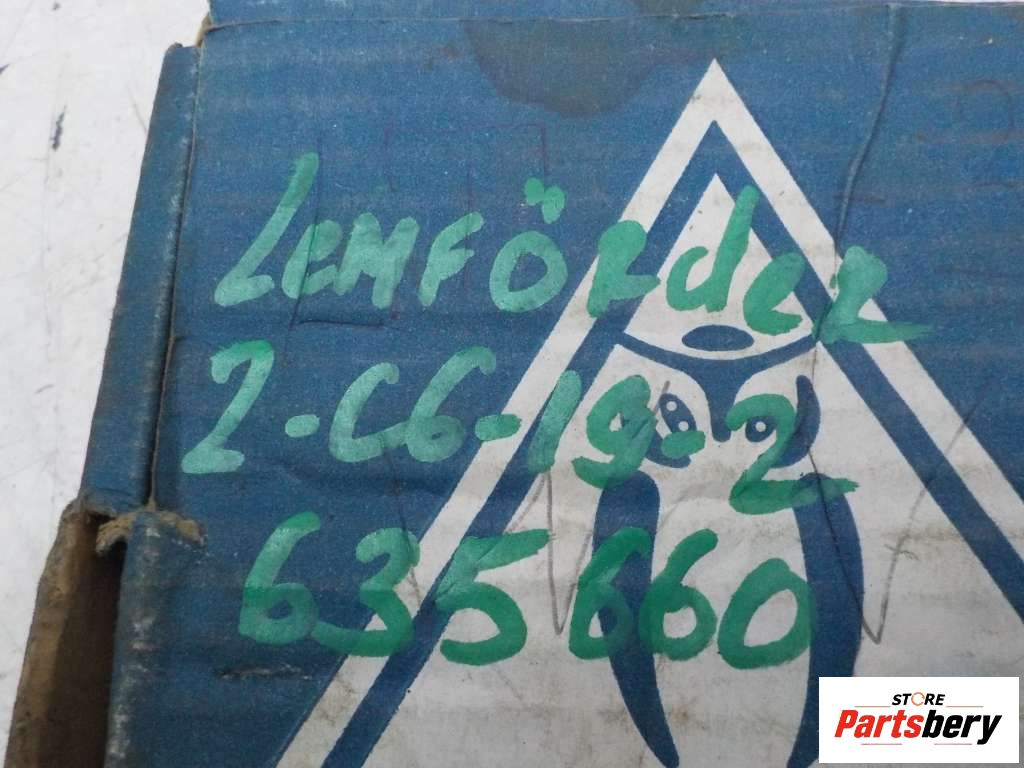 Lemförder
2-C6-19-2
635660
STORE
Partsbery